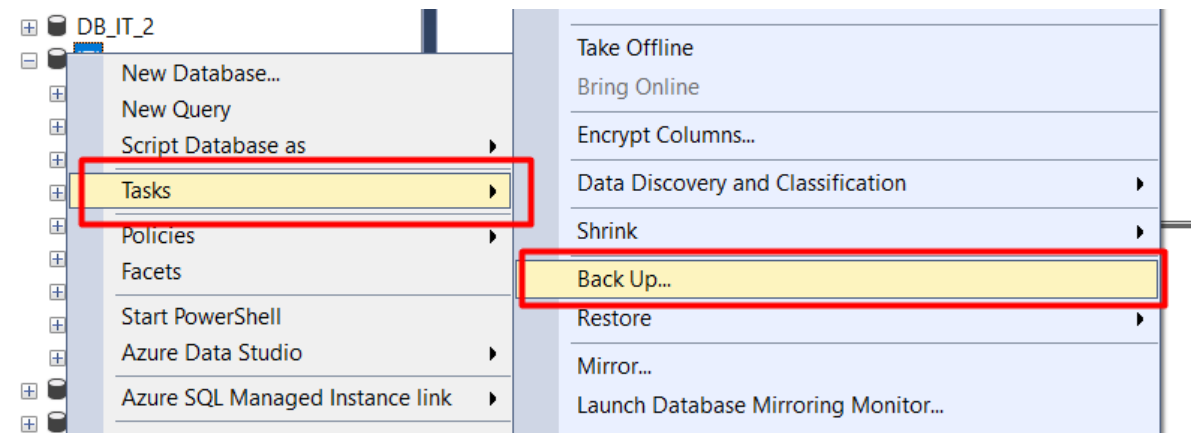 DB_IT_2
New Database...
New Query
Script Database as
Tasks
Policies
Facets
Start PowerShell
Azure Data Studio
Azure SQL Managed Instance link
Take Offline
Bring Online
Encrypt Columns...
Data Discovery and Classification
Shrink
Back Up...
Restore
Mirror...
Launch Database Mirroring Monitor...